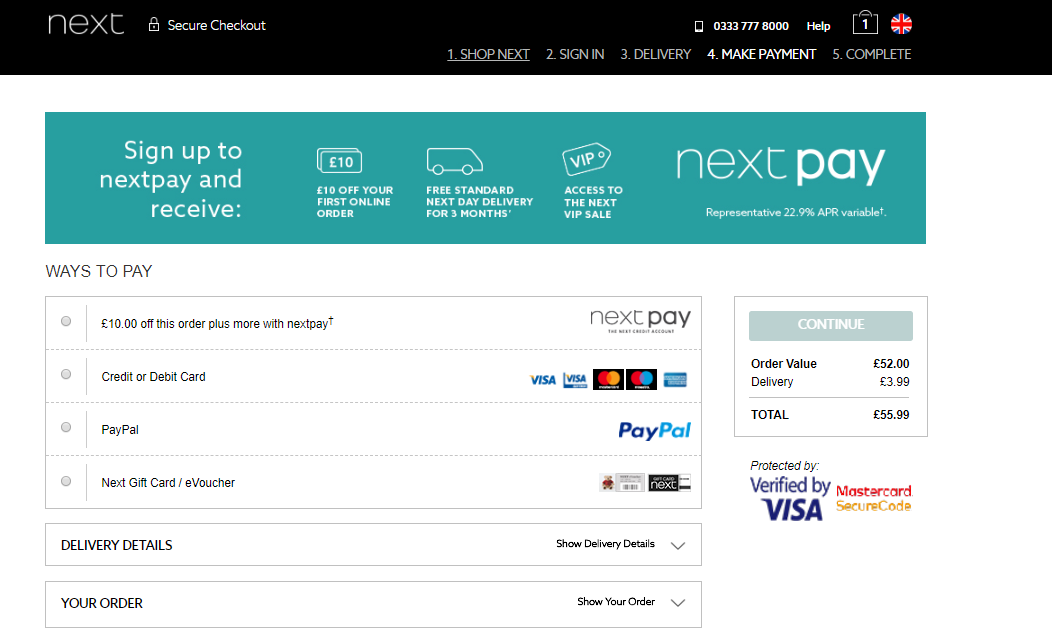 next
Secure Checkout
0333 777 8000
Help
1
1. SHOP NEXT
2. SIGN IN
3. DELIVERY
4. MAKE PAYMENT
5. COMPLETE
Sign up to
nextpay and
receive:
£10
£10 OFF YOUR
FIRST ONLINE
ORDER
FREE STANDARD
NEXT DAY DELIVERY
FOR 3 MONTHS*
VIP
ACCESS TO
THE NEXT
VIP SALE
next pay
Representative 22.9% APR variable†.
WAYS TO PAY
£10.00 off this order plus more with nextpay†
next pay
THE NEXT CREDIT ACCOUNT
Credit or Debit Card
VISA
VISA
mastercard
maestro
PayPal
PayPal
Next Gift Card / eVoucher
GIFT CARD
next
CONTINUE
Order Value £52.00
Delivery £3.99
TOTAL £55.99
Protected by:
Verified by
VISA
Mastercard
SecureCode
DELIVERY DETAILS
Show Delivery Details
YOUR ORDER
Show Your Order